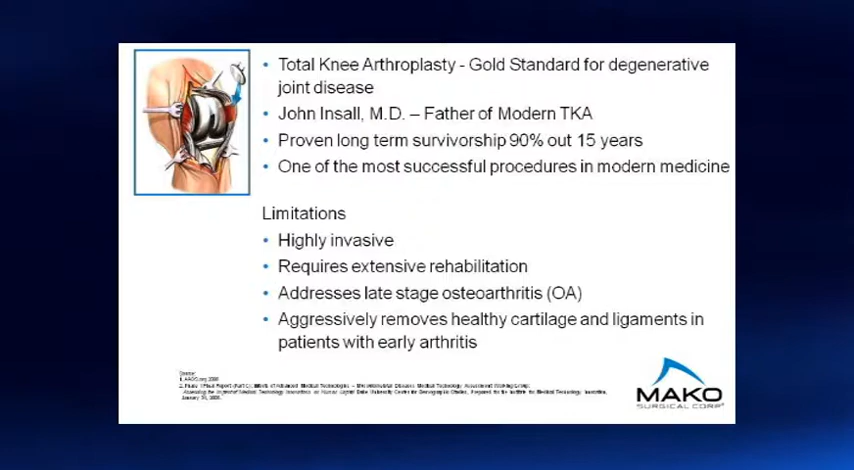 • Total Knee Arthroplasty - Gold Standard for degenerative
joint disease
• John Insall, M.D. – Father of Modern TKA
• Proven long term survivorship 90% out 15 years
• One of the most successful procedures in modern medicine
Limitations
• Highly invasive
• Requires extensive rehabilitation
• Addresses late stage osteoarthritis (OA)
• Aggressively removes healthy cartilage and ligaments in
patients with early arthritis
MAKO
SURGICAL CORP